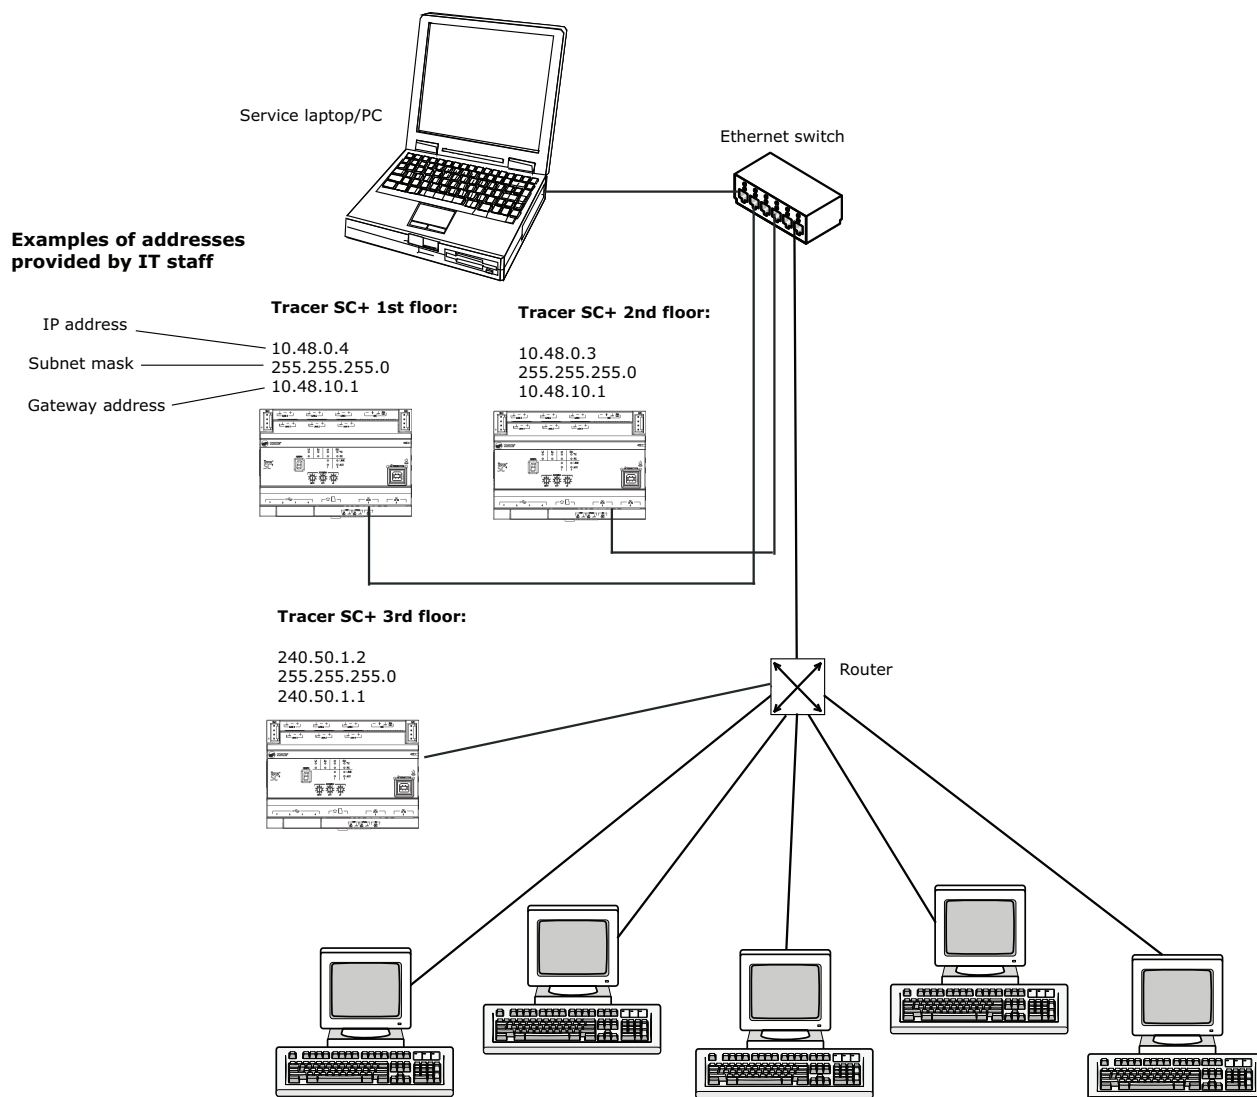 Service laptop/PC
Ethernet switch
Examples of addresses
provided by IT staff
IP address
Subnet mask
Gateway address
Tracer SC+ 1st floor:
10.48.0.4
255.255.255.0
10.48.10.1
Tracer SC+ 2nd floor:
10.48.0.3
255.255.255.0
10.48.10.1
Tracer SC+ 3rd floor:
240.50.1.2
255.255.255.0
240.50.1.1
Router